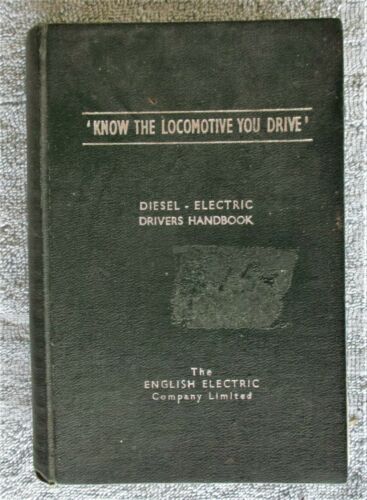 'KNOW THE LOCOMOTIVE YOU DRIVE'
DIESEL - ELECTRIC
DRIVERS HANDBOOK
The
ENGLISH ELECTRIC
Company Limited